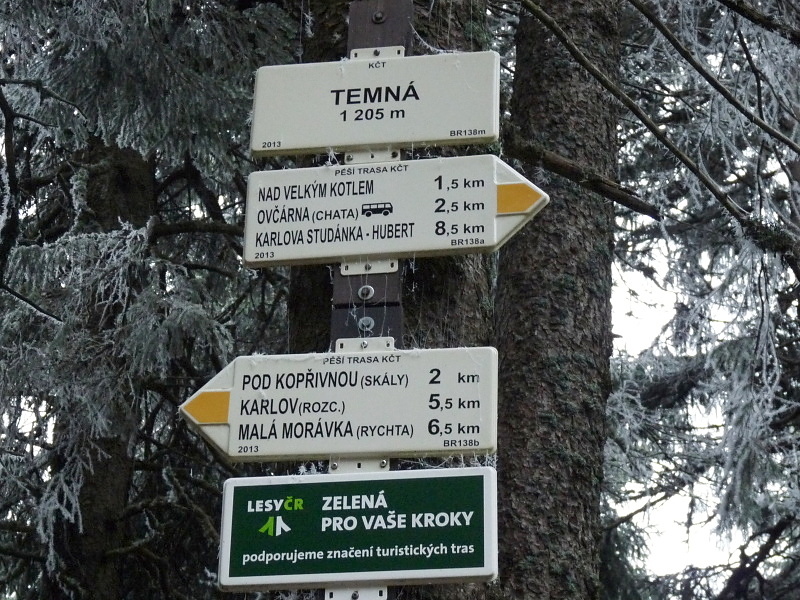 KČT
TEMNÁ
1 205 m
2013 BR138m
PĚŠÍ TRASA KČT
NAD VELKÝM KOTLEM 1,5 km
OVČÁRNA (CHATA) 2,5 km
KARLOVA STUDÁNKA - HUBERT 8,5 km
2013 BR138a
PĚŠÍ TRASA KČT
POD KOPŘIVNOU (SKÁLY) 2 km
KARLOV (ROZC.) 5,5 km
MALÁ MORÁVKA (RYCHTA) 6,5 km
2013 BR138b
LESY ČR
ZELENÁ
PRO VAŠE KROKY
podporujeme značení turistických tras